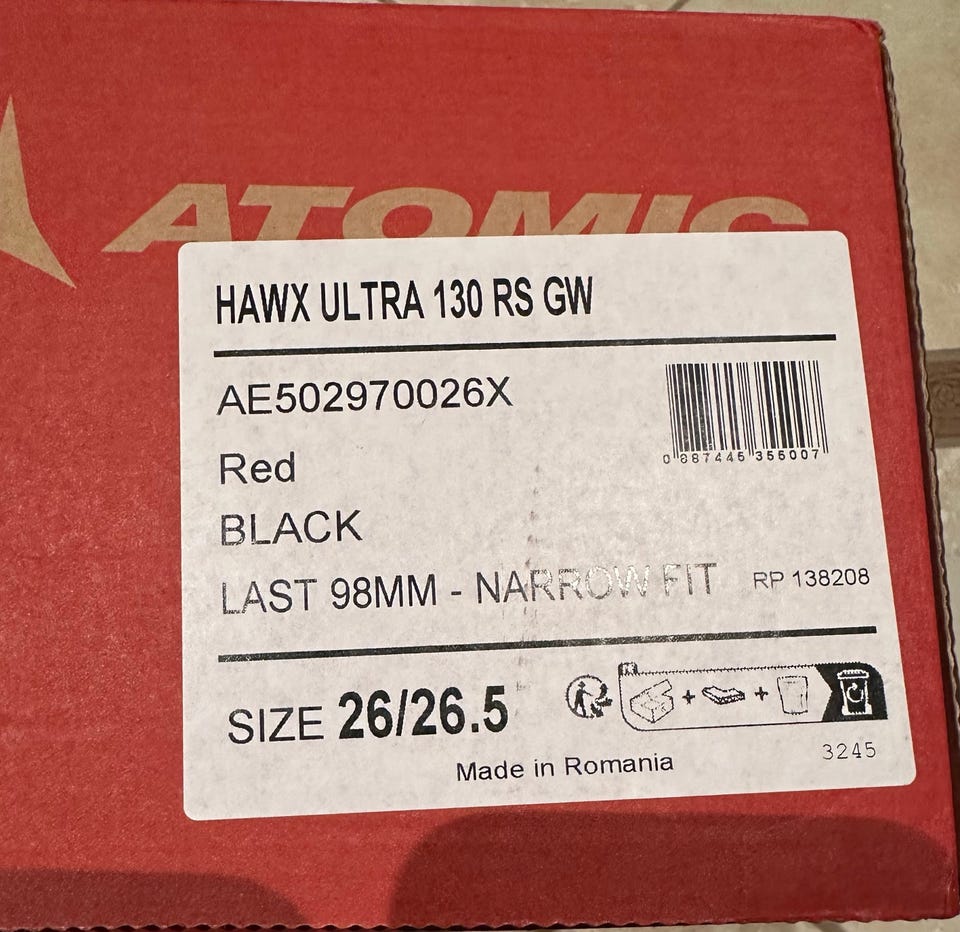 ATOMIC
HAWX ULTRA 130 RS GW
AE502970026X
0 887445 355007
Red
BLACK
LAST 98MM - NARROW FIT RP 138208
SIZE 26/26.5
FR
+ +
3245
Made in Romania